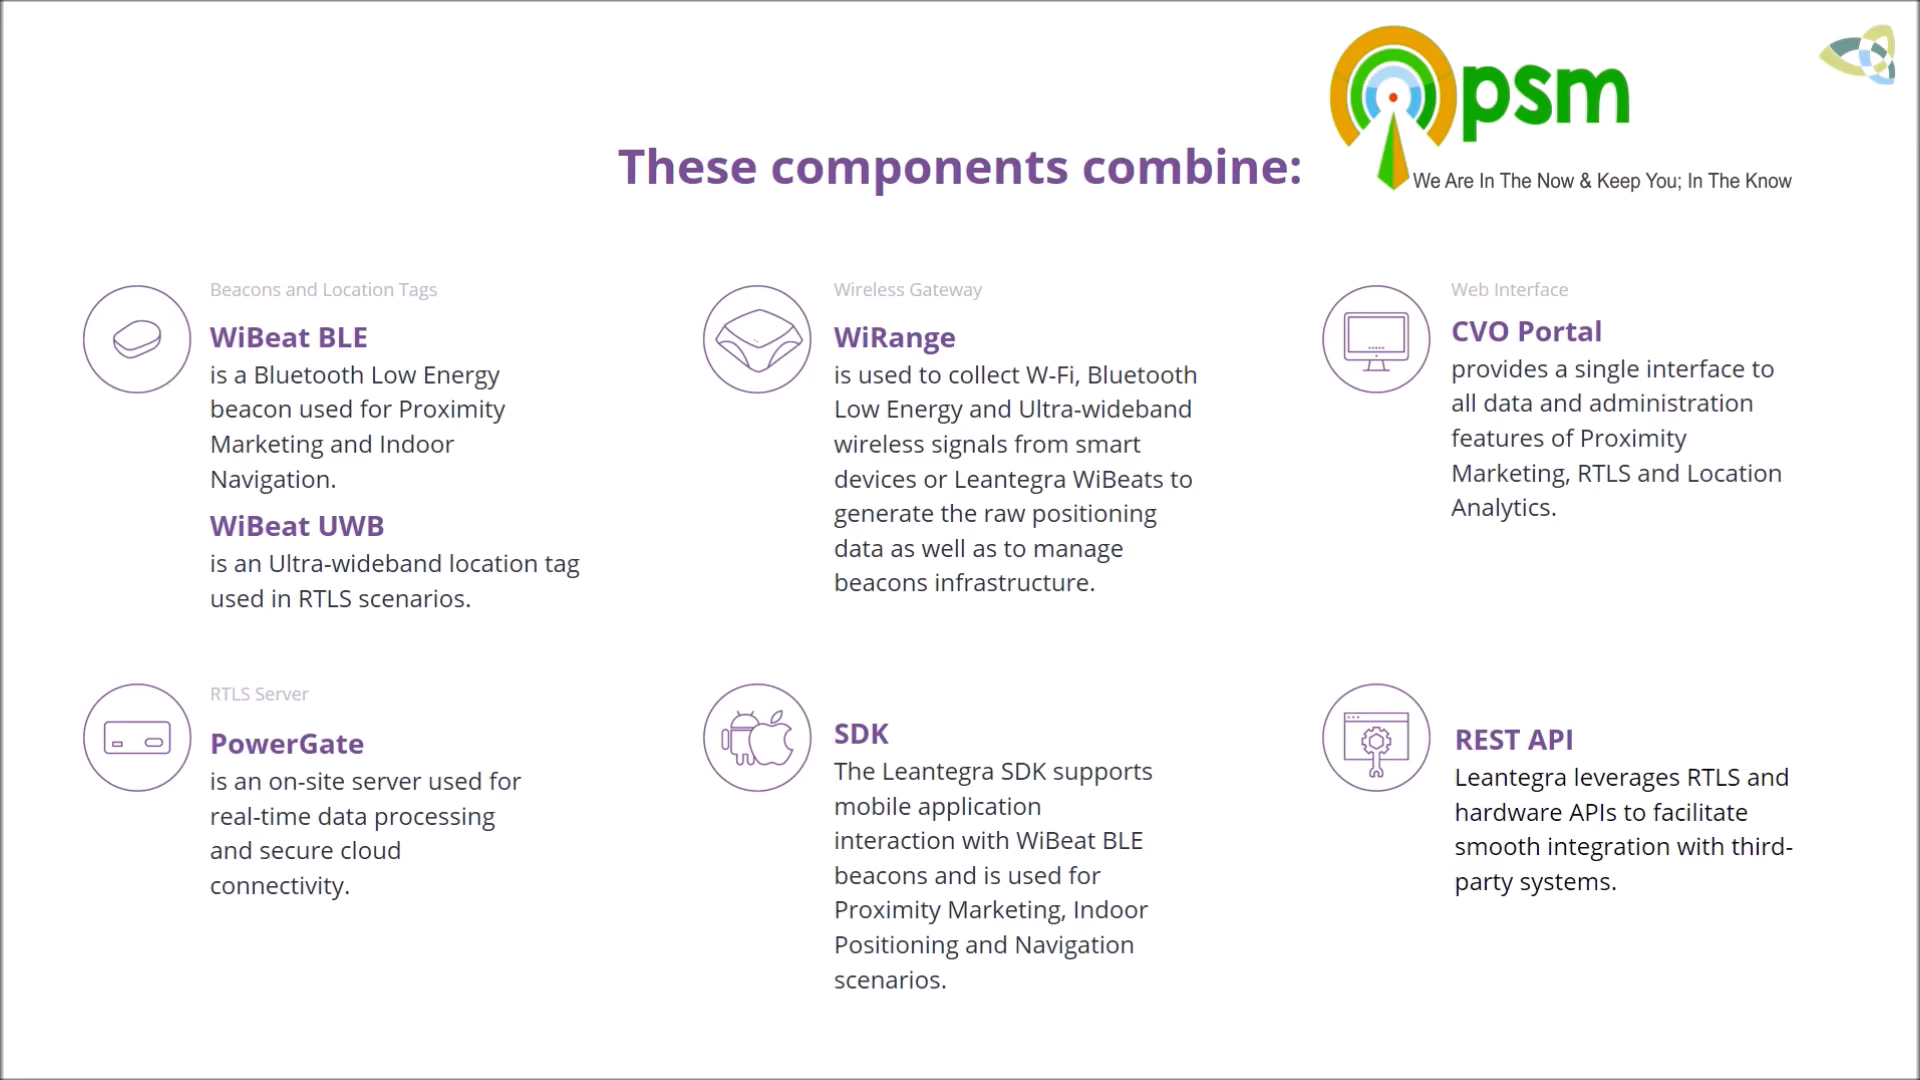 psm
We Are In The Now & Keep You; In The Know
These components combine:
Beacons and Location Tags
WiBeat BLE
is a Bluetooth Low Energy
beacon used for Proximity
Marketing and Indoor
Navigation.
WiBeat UWB
is an Ultra-wideband location tag
used in RTLS scenarios.
Wireless Gateway
WiRange
is used to collect W-Fi, Bluetooth
Low Energy and Ultra-wideband
wireless signals from smart
devices or Leantegra WiBeats to
generate the raw positioning
data as well as to manage
beacons infrastructure.
Web Interface
CVO Portal
provides a single interface to
all data and administration
features of Proximity
Marketing, RTLS and Location
Analytics.
RTLS Server
PowerGate
is an on-site server used for
real-time data processing
and secure cloud
connectivity.
SDK
The Leantegra SDK supports
mobile application
interaction with WiBeat BLE
beacons and is used for
Proximity Marketing, Indoor
Positioning and Navigation
scenarios.
REST API
Leantegra leverages RTLS and
hardware APIs to facilitate
smooth integration with third-
party systems.